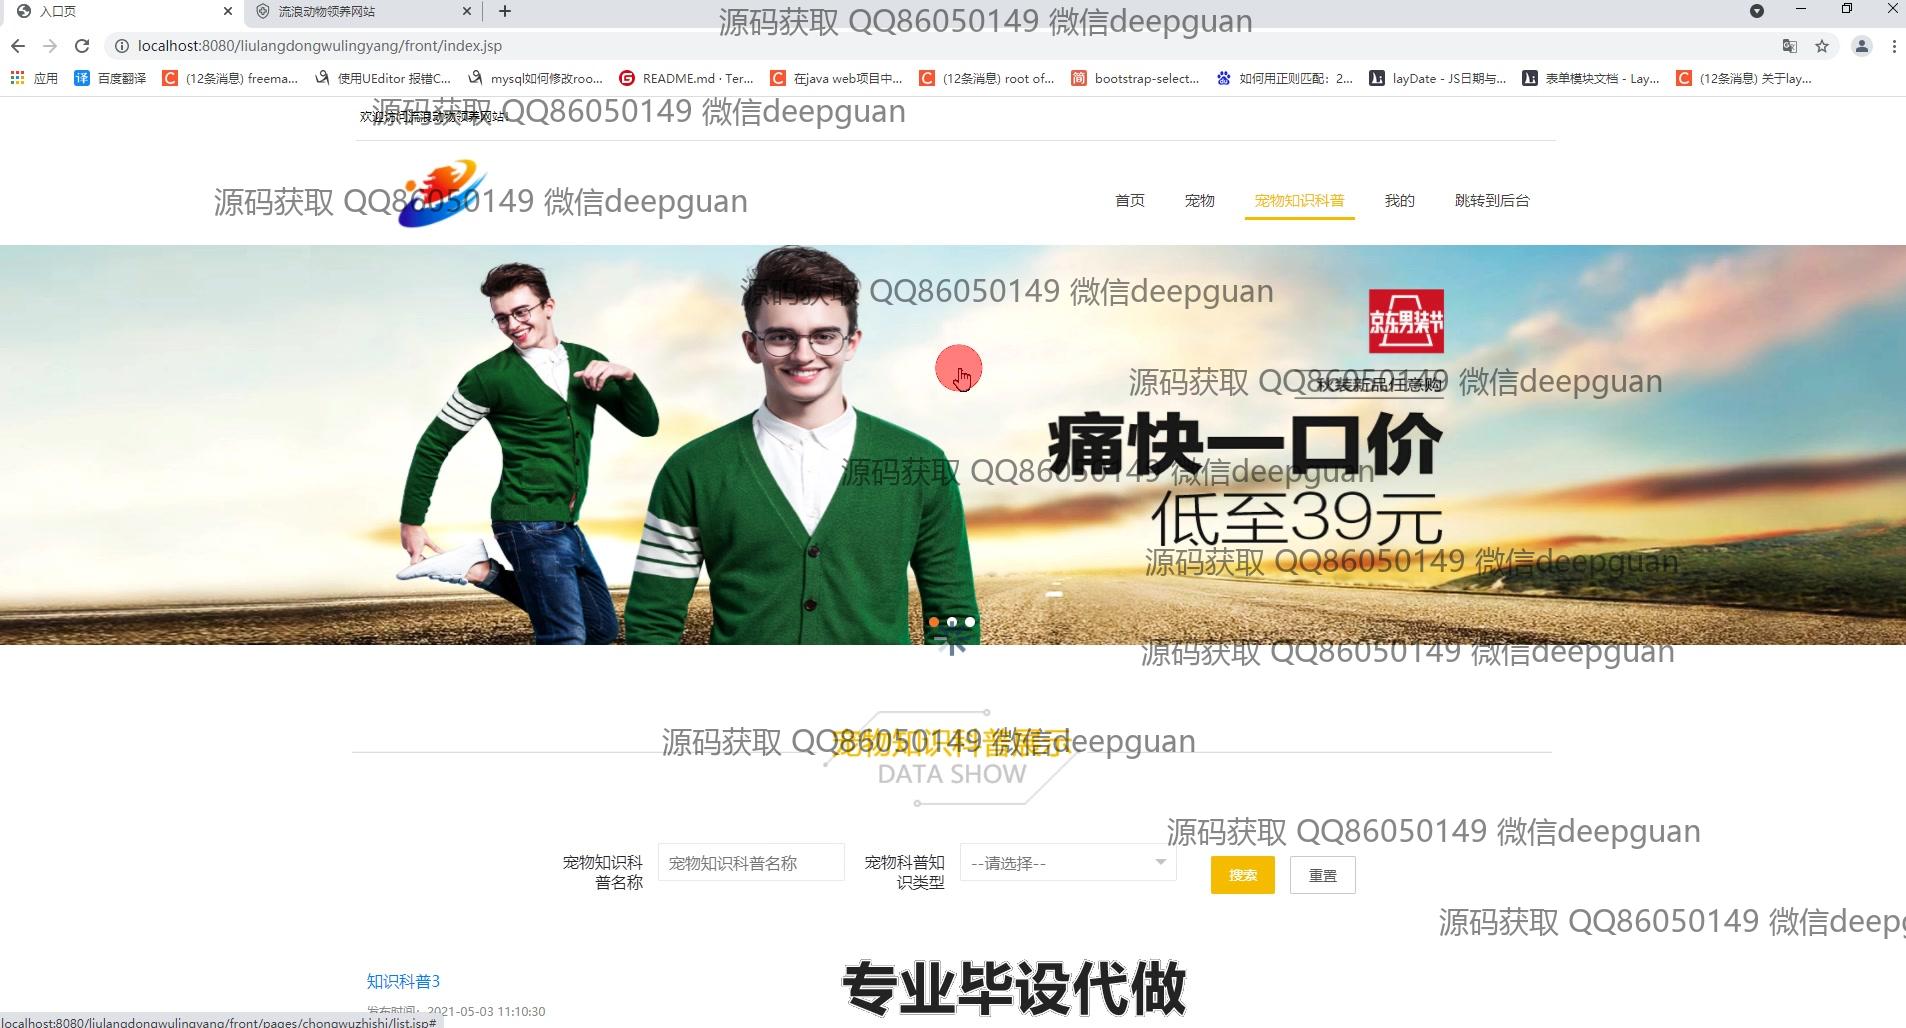 入口页
流浪动物领养网站
源码获取 QQ86050149 微信deepguan
localhost:8080/liulangdongwulingyang/front/index.jsp
应用 百度翻译 (12条消息) freema... 使用UEditor 报错C... mysql如何修改roo... README.md · Ter... 在java web项目中... (12条消息) root of... bootstrap-select... 如何用正则匹配：2... layDate - JS日期与... 表单模块文档 - Lay... (12条消息) 关于lay...
欢迎访问流浪动物领养网站!
源码获取 QQ86050149 微信deepguan
源码获取 QQ86050149 微信deepguan
首页 宠物 宠物知识科普 我的 跳转到后台
源码获取 QQ86050149 微信deepguan
京东男装节
源码获取 QQ86050149 微信deepguan
秋装新品任意购
痛快一口价
源码获取 QQ86050149 微信deepguan
低至39元
源码获取 QQ86050149 微信deepguan
源码获取 QQ86050149 微信deepguan
源码获取 QQ86050149 微信deepguan
宠物知识科普展示
DATA SHOW
源码获取 QQ86050149 微信deepguan
宠物知识科普名称 宠物知识科普名称 宠物科普知识类型 --请选择-- 搜索 重置
源码获取 QQ86050149 微信deep
知识科普3
专业毕设代做
发布时间：2021-05-03 11:10:30
localhost:8080/liulangdongwulingyang/front/pages/chongwuzhishi/list.jsp#